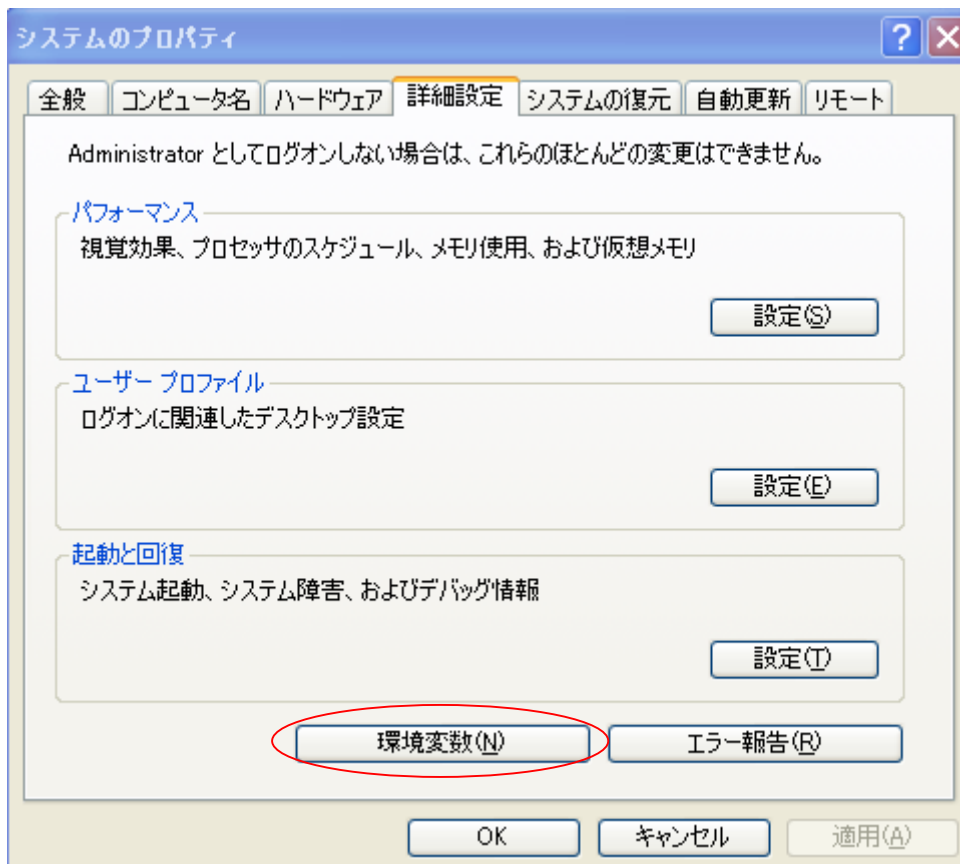 システムのプロパティ ?
全般 コンピュータ名 ハードウェア 詳細設定 システムの復元 自動更新 リモート
Administrator としてログオンしない場合は、これらのほとんどの変更はできません。
パフォーマンス
視覚効果、プロセッサのスケジュール、メモリ使用、および仮想メモリ
設定(S)
ユーザー プロファイル
ログオンに関連したデスクトップ設定
設定(E)
起動と回復
システム起動、システム障害、およびデバッグ情報
設定(T)
環境変数(N) エラー報告(R)
OK キャンセル 適用(A)